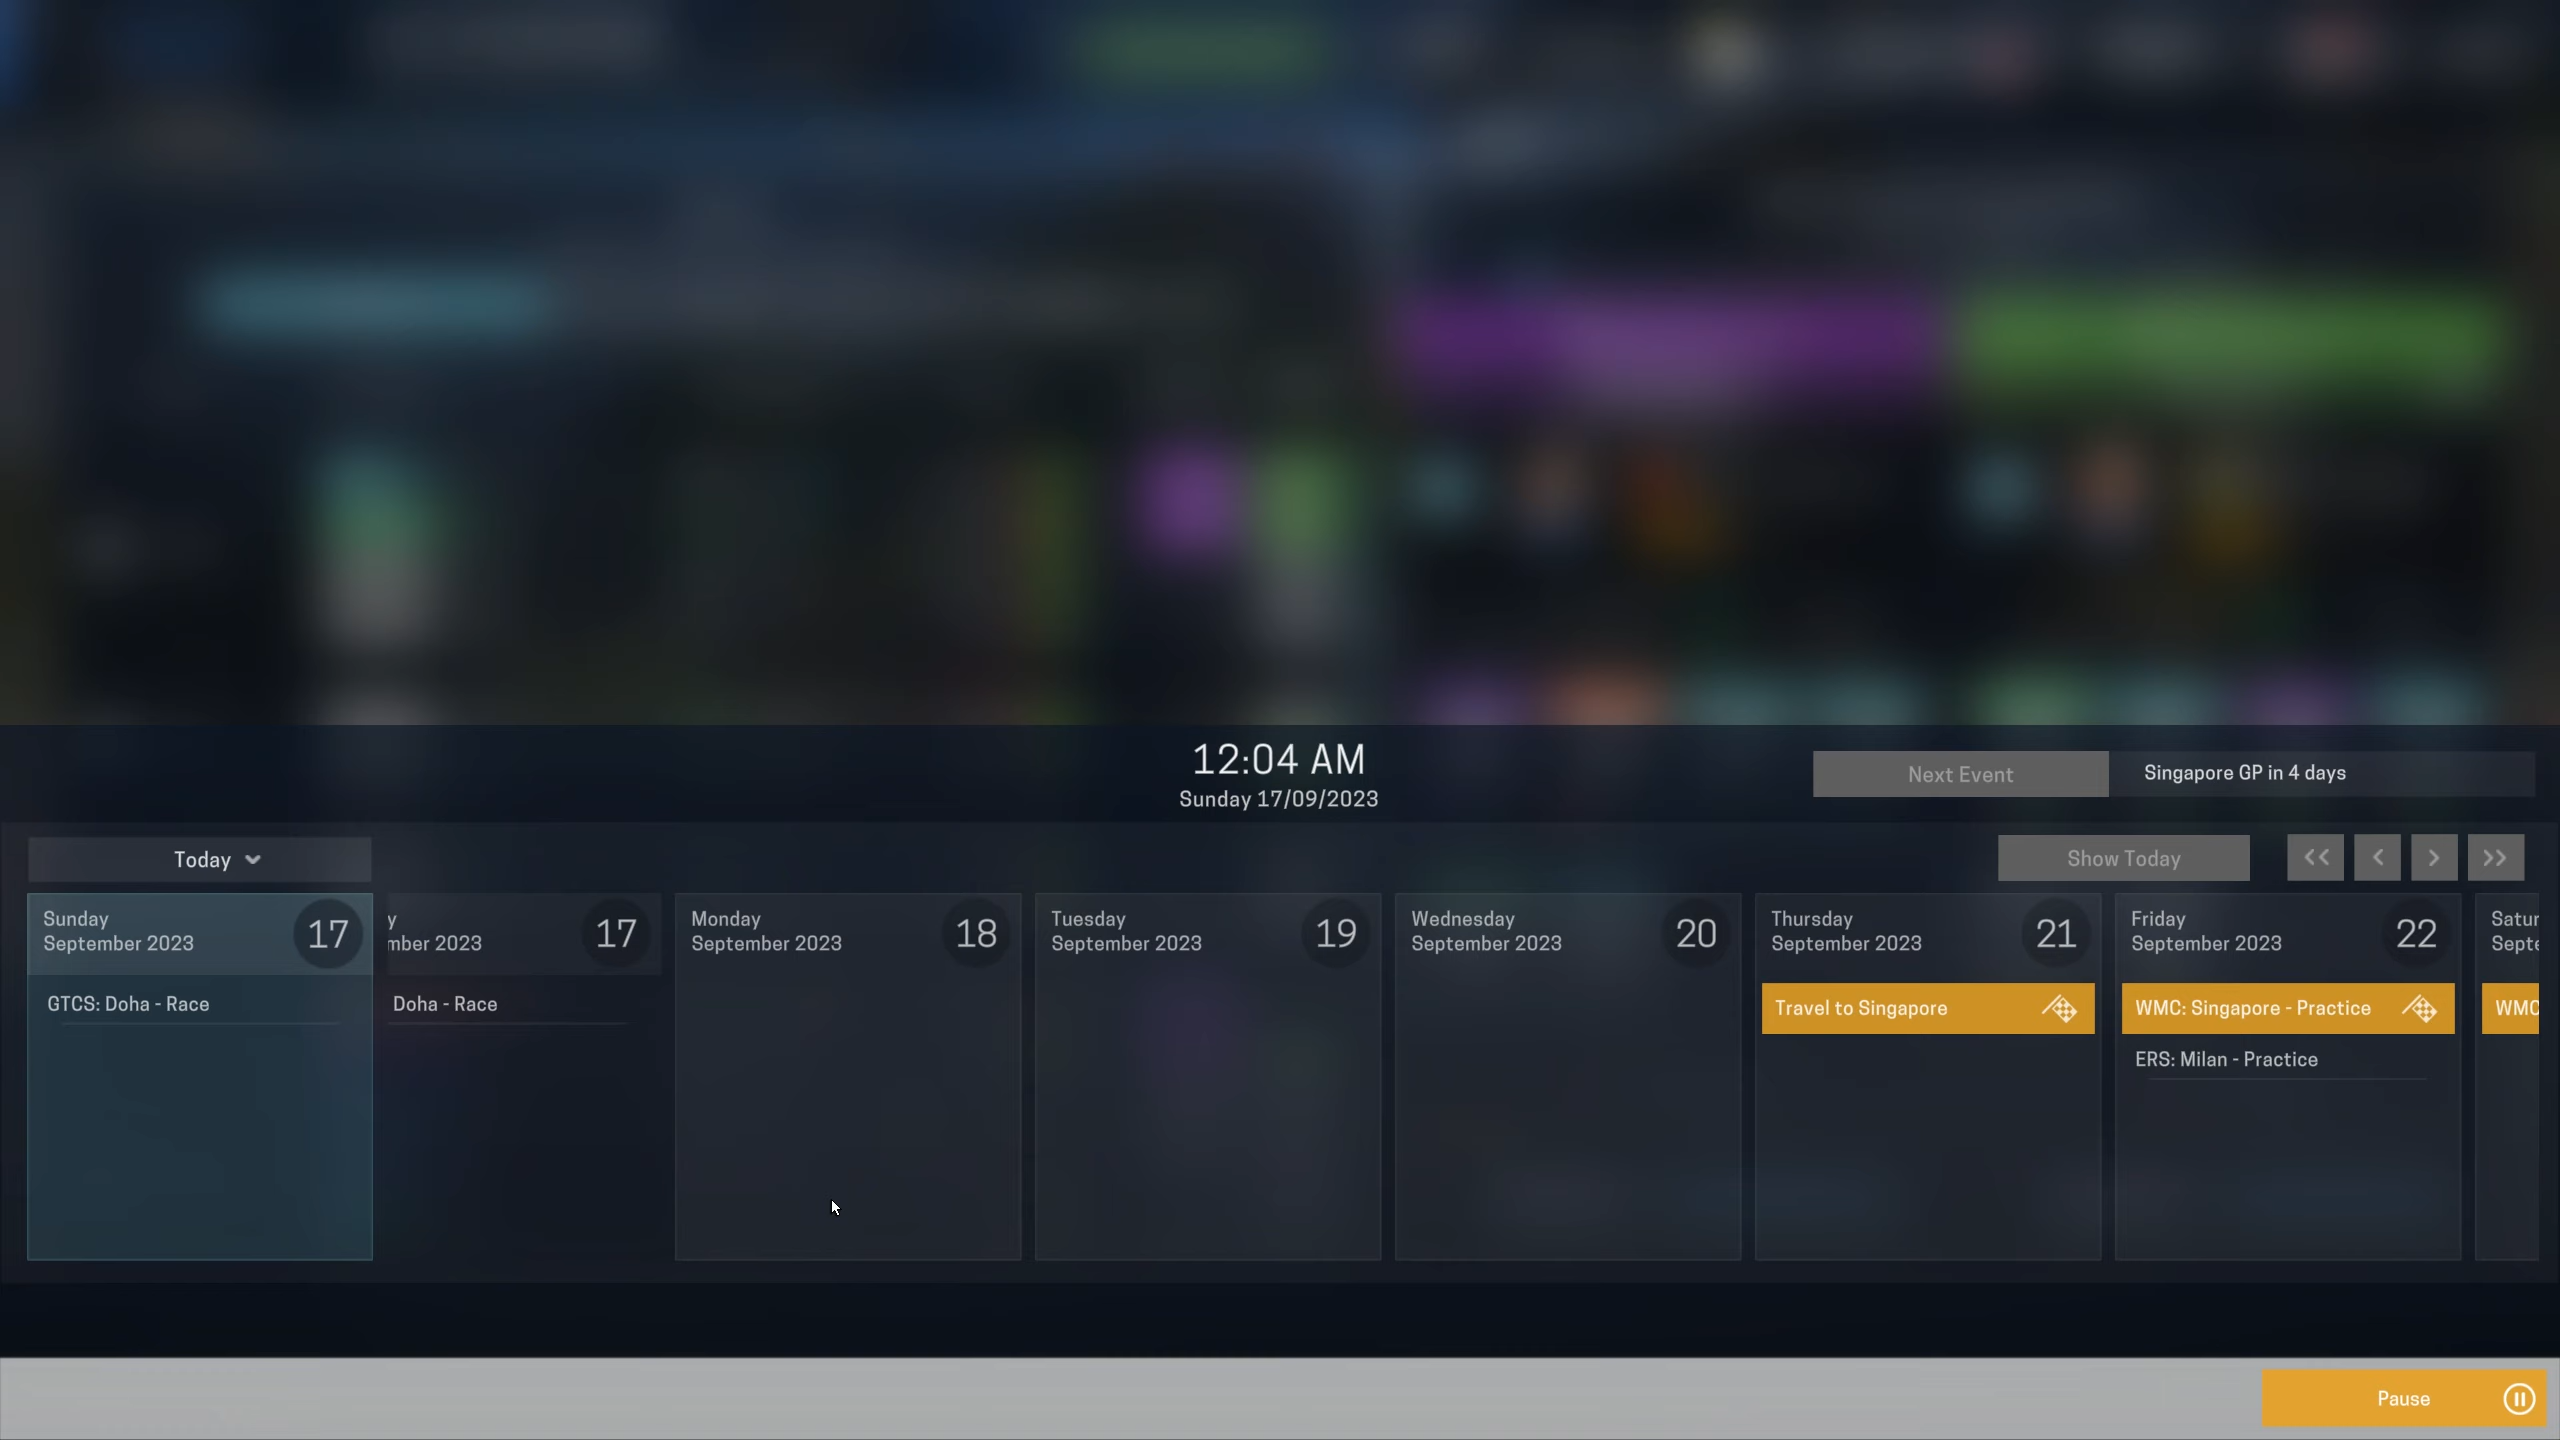 12:04 AM
Sunday 17/09/2023
Next Event
Singapore GP in 4 days
Today
Show Today
Sunday
September 2023
17
GTCS: Doha - Race
y
mber 2023
17
Doha - Race
Monday
September 2023
18
Tuesday
September 2023
19
Wednesday
September 2023
20
Thursday
September 2023
21
Travel to Singapore
Friday
September 2023
22
WMC: Singapore - Practice
ERS: Milan - Practice
Satur
Septe
WMC
Pause